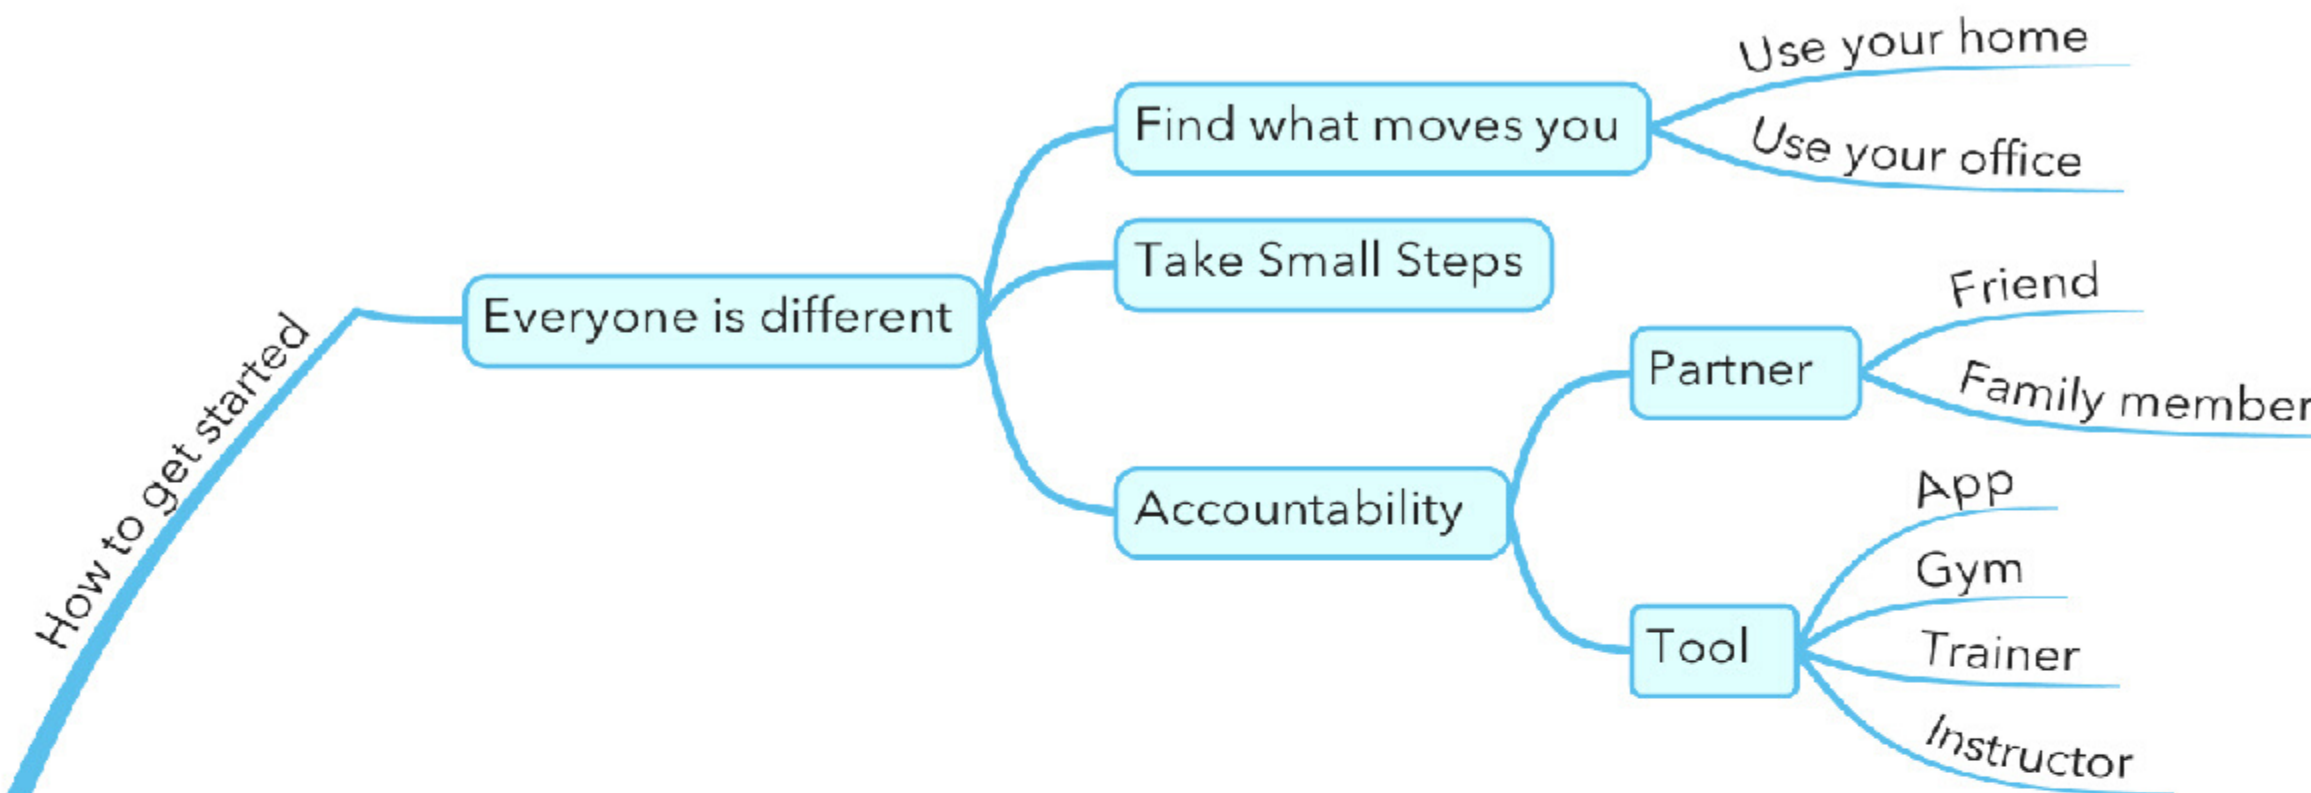 How to get started
Everyone is different
Find what moves you
Use your home
Use your office
Take Small Steps
Accountability
Partner
Friend
Family member
Tool
App
Gym
Trainer
Instructor